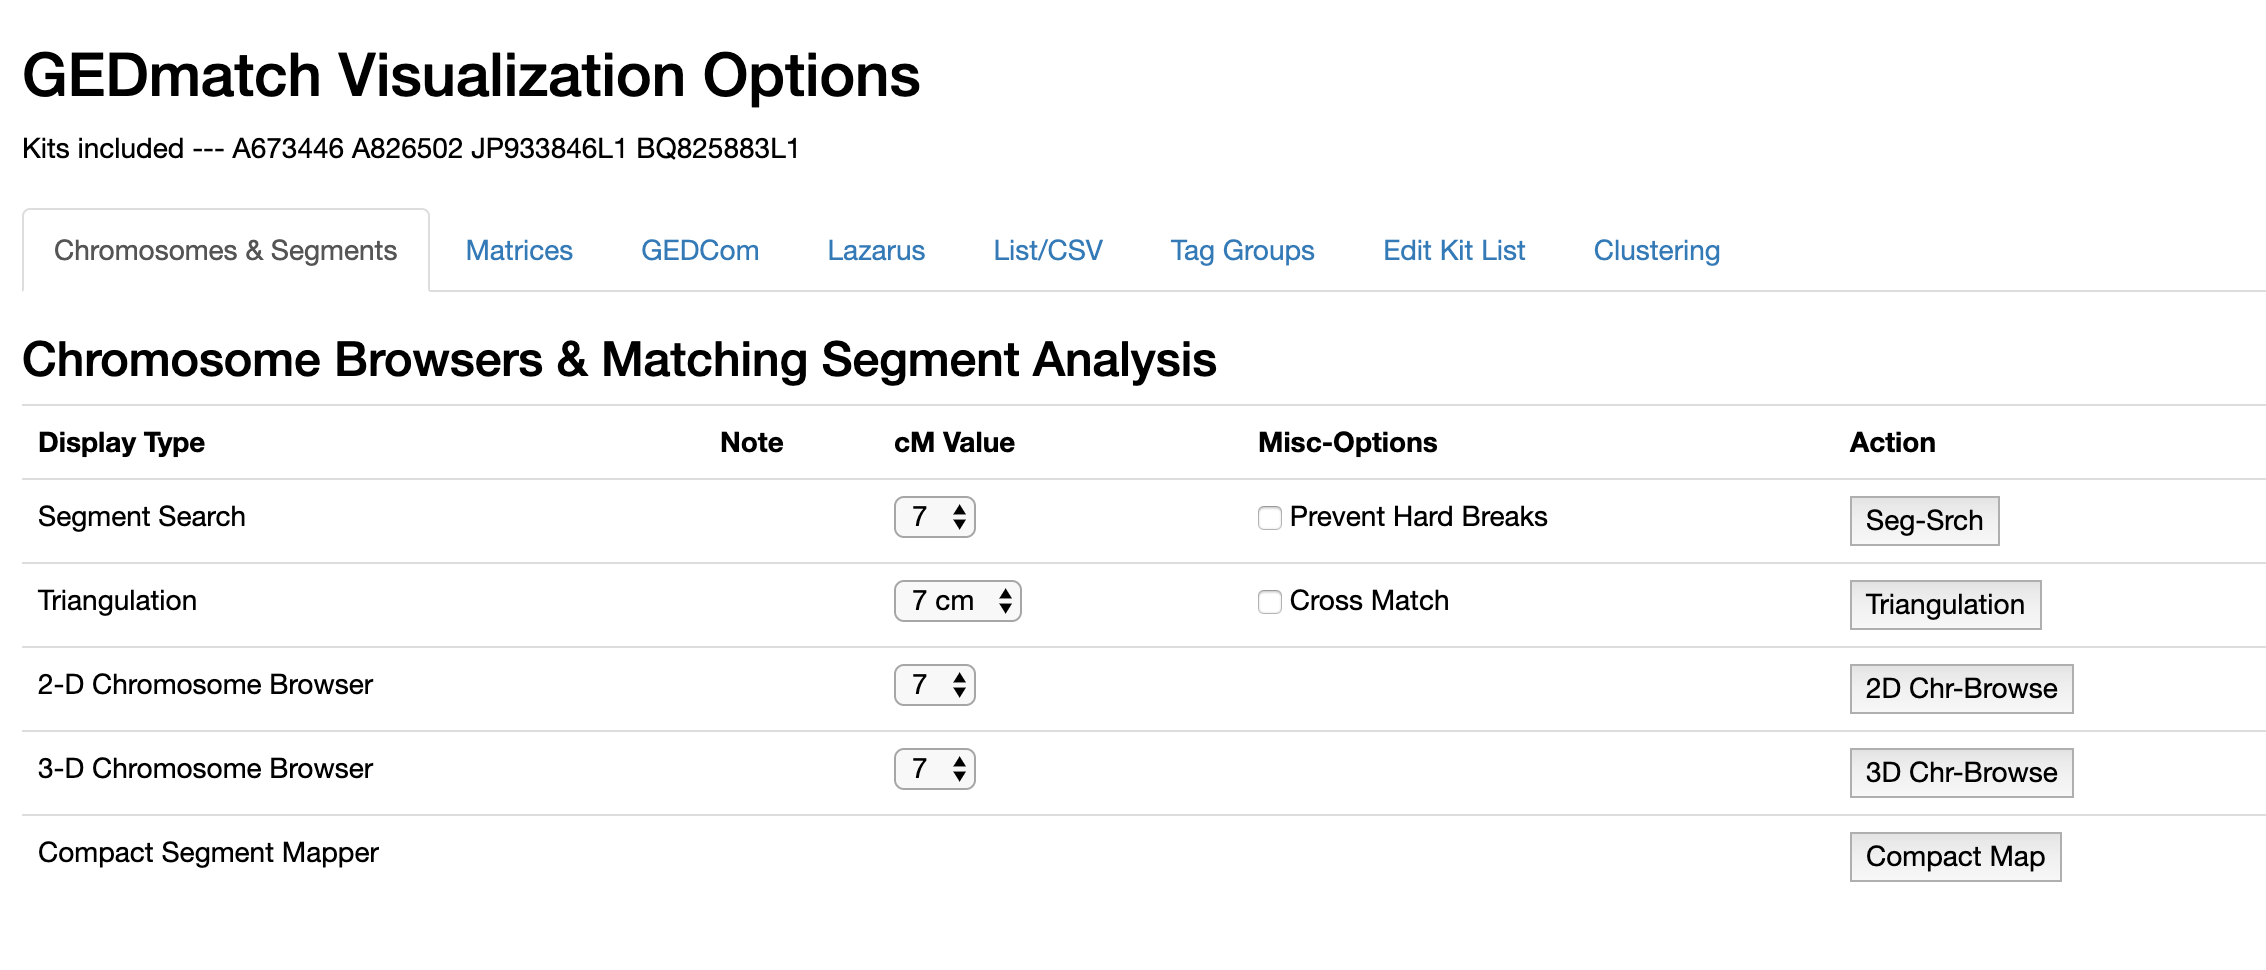 GEDmatch Visualization Options
Kits included --- A673446 A826502 JP933846L1 BQ825883L1
Chromosomes & Segments Matrices GEDCom Lazarus List/CSV Tag Groups Edit Kit List Clustering
Chromosome Browsers & Matching Segment Analysis
Display Type Note cM Value Misc-Options Action
Segment Search 7 Prevent Hard Breaks Seg-Srch
Triangulation 7 cm Cross Match Triangulation
2-D Chromosome Browser 7 2D Chr-Browse
3-D Chromosome Browser 7 3D Chr-Browse
Compact Segment Mapper Compact Map